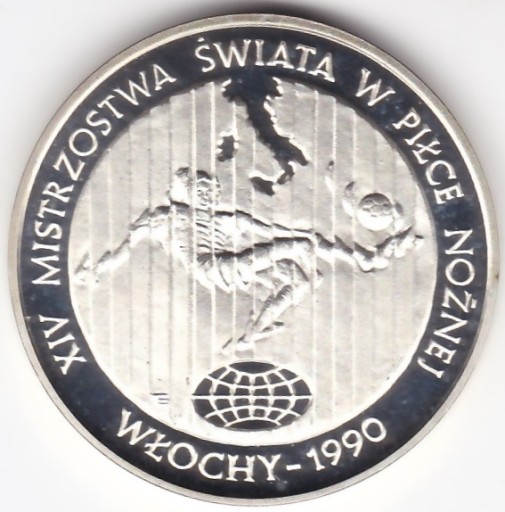 XIV MISTRZOSTWA ŚWIATA W PIŁCE NOŻNEJ
WŁOCHY-1990